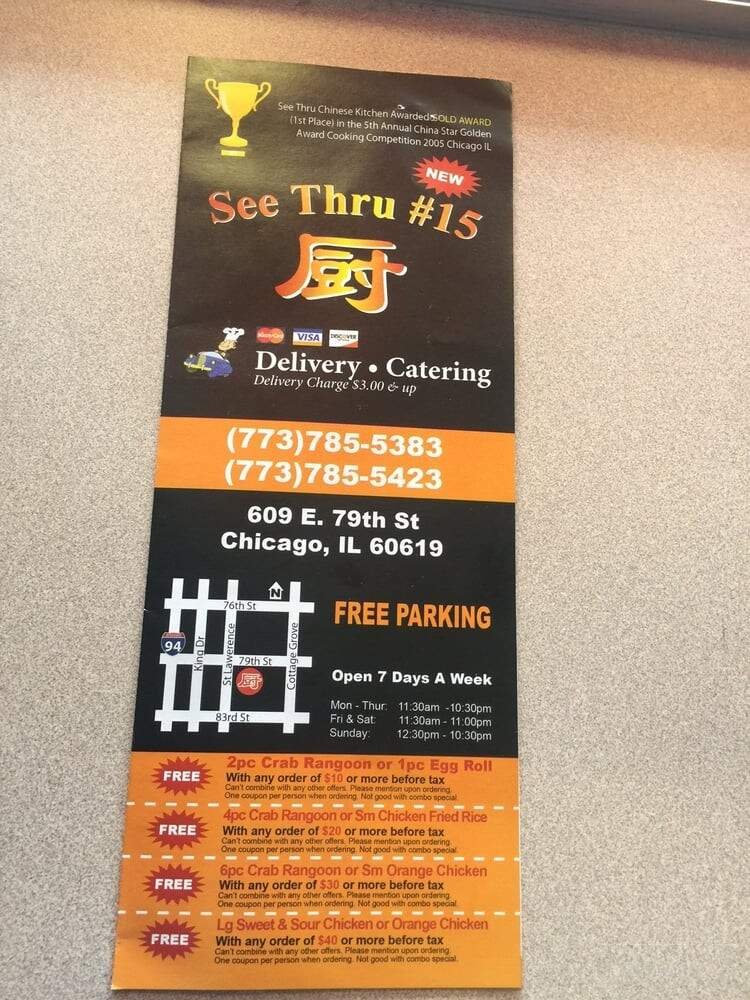 See Thru Chinese Kitchen Awarded GOLD AWARD
(1st Place) in the 5th Annual China Star Golden
Award Cooking Competition 2005 Chicago IL
NEW
See Thru #15
厨
MasterCard VISA DISCOVER
Delivery • Catering
Delivery Charge $3.00 & up
(773)785-5383
(773)785-5423
609 E. 79th St
Chicago, IL 60619
N
76th St
94
King Dr
St Lawerence
79th St
Cottage Grove
厨
83rd St
FREE PARKING
Open 7 Days A Week
Mon - Thur: 11:30am -10:30pm
Fri & Sat: 11:30am - 11:00pm
Sunday: 12:30pm - 10:30pm
FREE
2pc Crab Rangoon or 1pc Egg Roll
With any order of $10 or more before tax
Can't combine with any other offers. Please mention upon ordering.
One coupon per person when ordering. Not good with combo special.
FREE
4pc Crab Rangoon or Sm Chicken Fried Rice
With any order of $20 or more before tax
Can't combine with any other offers. Please mention upon ordering.
One coupon per person when ordering. Not good with combo special.
FREE
6pc Crab Rangoon or Sm Orange Chicken
With any order of $30 or more before tax
Can't combine with any other offers. Please mention upon ordering.
One coupon per person when ordering. Not good with combo special.
FREE
Lg Sweet & Sour Chicken or Orange Chicken
With any order of $40 or more before tax
Can't combine with any other offers. Please mention upon ordering.
One coupon per person when ordering. Not good with combo special.